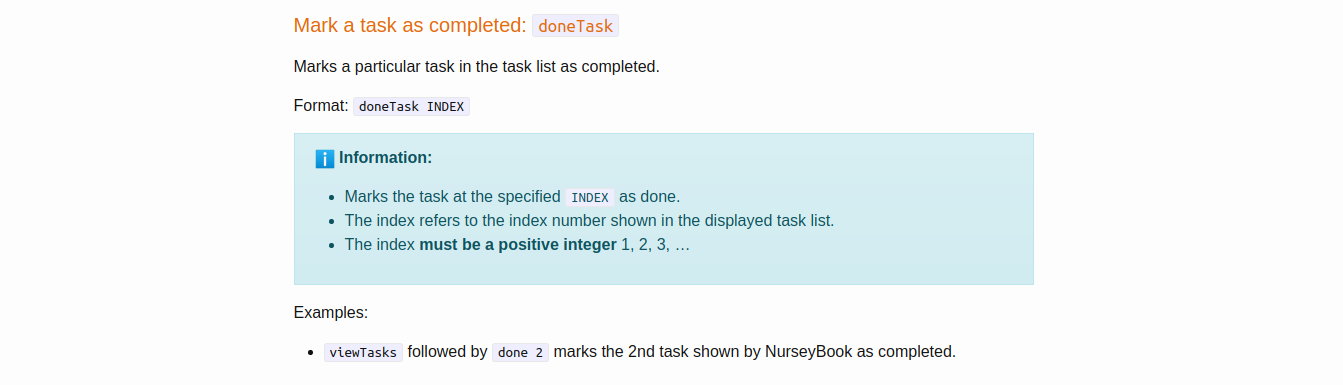 Mark a task as completed: doneTask
Marks a particular task in the task list as completed.
Format: doneTask INDEX
ℹ️ Information:
• Marks the task at the specified INDEX as done.
• The index refers to the index number shown in the displayed task list.
• The index must be a positive integer 1, 2, 3, …
Examples:
• viewTasks followed by done 2 marks the 2nd task shown by NurseyBook as completed.